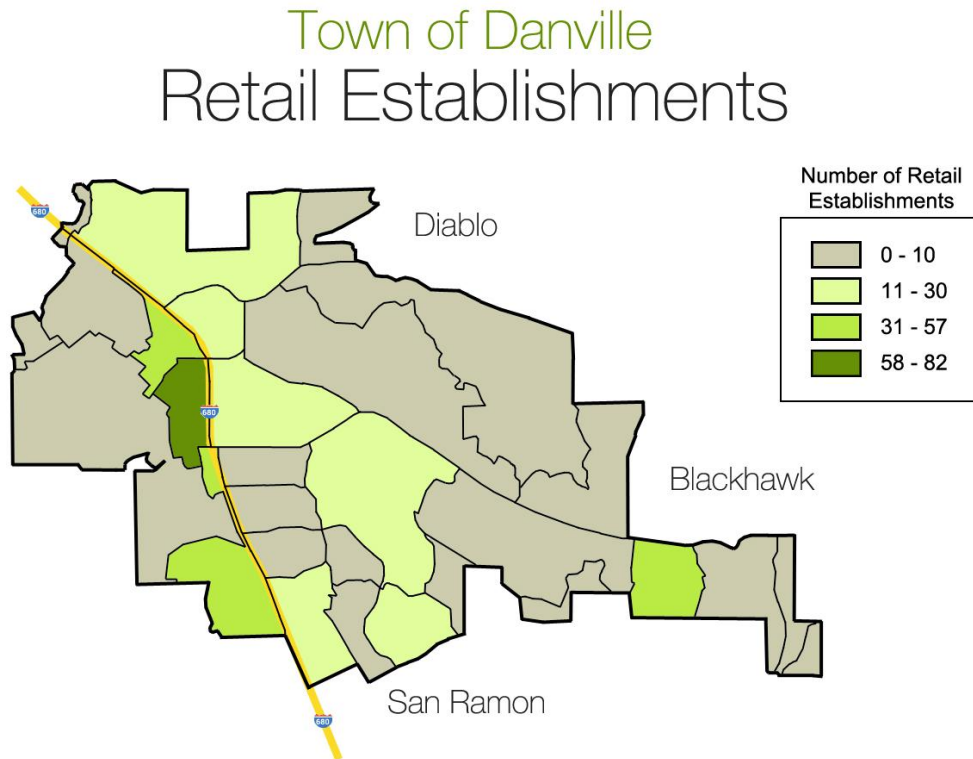 Town of Danville
Retail Establishments
Number of Retail
Establishments
0 - 10
11 - 30
31 - 57
58 - 82
Diablo
680
680
Blackhawk
San Ramon
680